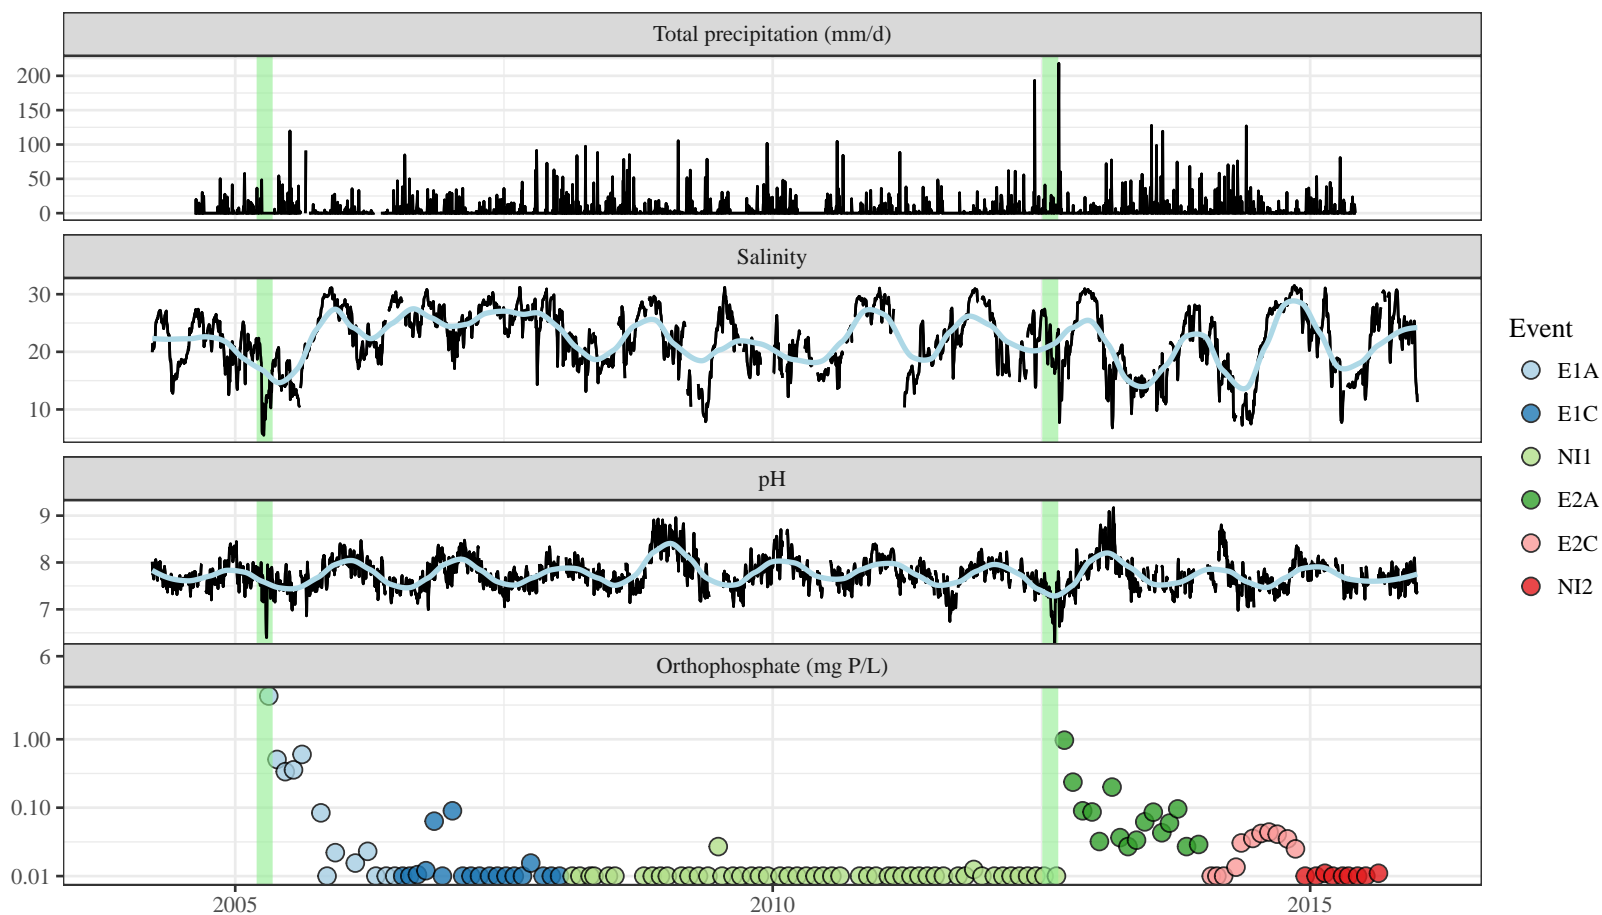 Total precipitation (mm/d)
200
150
100
50
0
Salinity
30
20
10
pH
9
8
7
6
Orthophosphate (mg P/L)
1.00
0.10
0.01
2005 2010 2015
Event
E1A
E1C
NI1
E2A
E2C
NI2